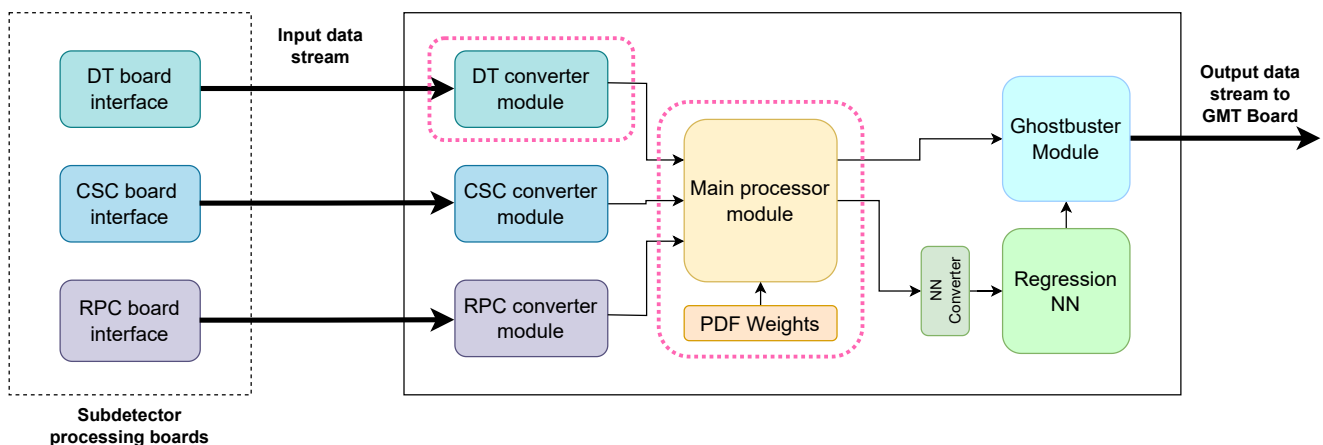 Input data
stream
DT board
interface
DT converter
module
CSC board
interface
CSC converter
module
RPC board
interface
RPC converter
module
Main processor
module
PDF Weights
NN
Converter
Ghostbuster
Module
Regression
NN
Output data
stream to
GMT Board
Subdetector
processing boards